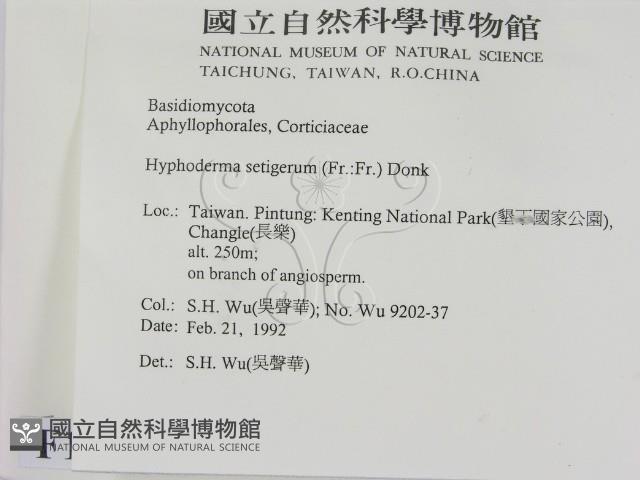 國立自然科學博物館
NATIONAL MUSEUM OF NATURAL SCIENCE
TAICHUNG, TAIWAN, R.O.CHINA
Basidiomycota
Aphyllophorales, Corticiaceae
Hyphoderma setigerum (Fr.:Fr.) Donk
Loc.: Taiwan. Pintung: Kenting National Park(墾丁國家公園),
Changle(長樂)
alt. 250m;
on branch of angiosperm.
Col.: S.H. Wu(吳聲華); No. Wu 9202-37
Date: Feb. 21, 1992
Det.: S.H. Wu(吳聲華)
F
國立自然科學博物館
NATIONAL MUSEUM OF NATURAL SCIENCE